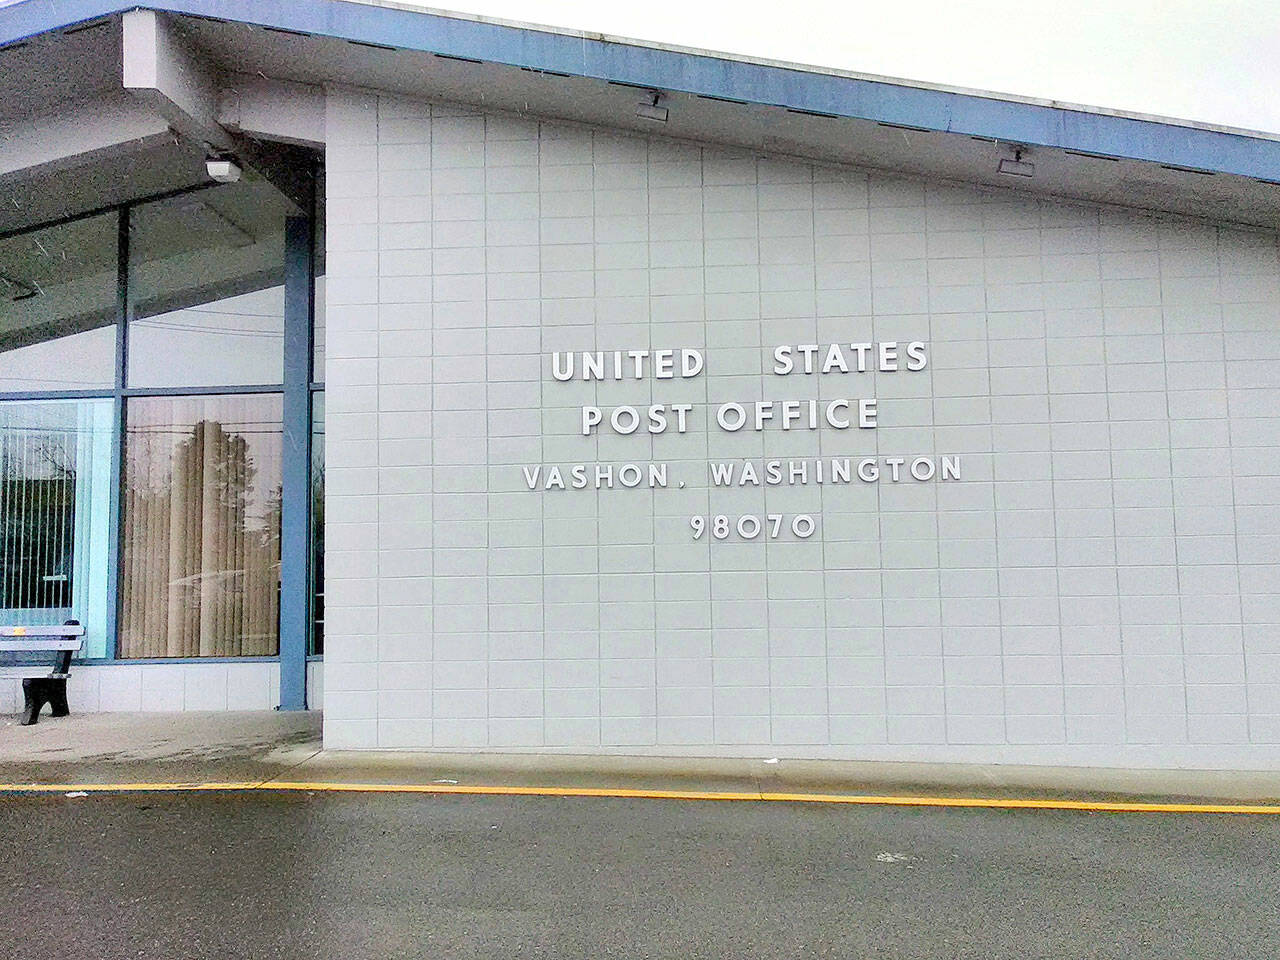 UNITED STATES
POST OFFICE
VASHON, WASHINGTON
98070